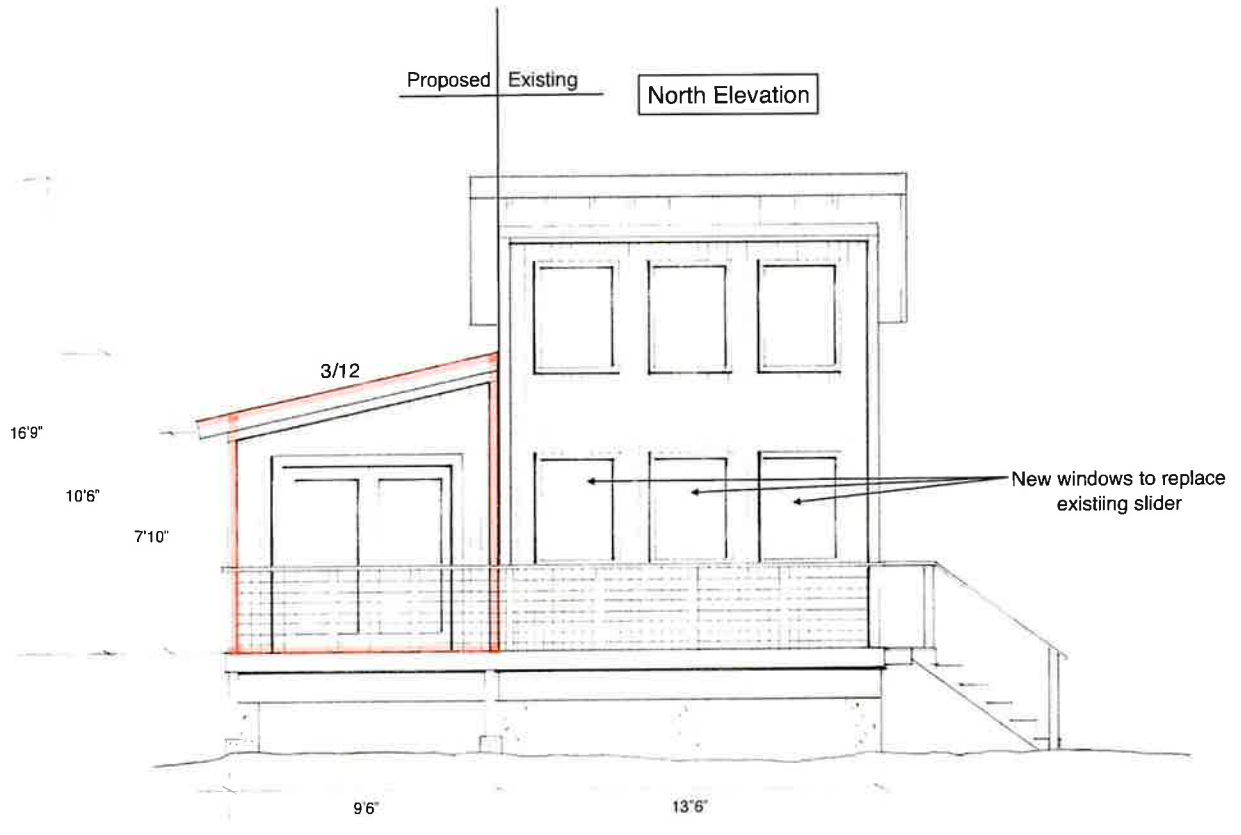 Proposed Existing
North Elevation
3/12
16'9"
10'6"
7'10"
New windows to replace
existiing slider
9'6"
13"6"